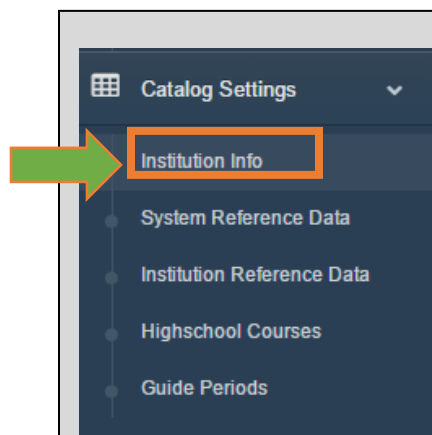 Catalog Settings
Institution Info
System Reference Data
Institution Reference Data
Highschool Courses
Guide Periods